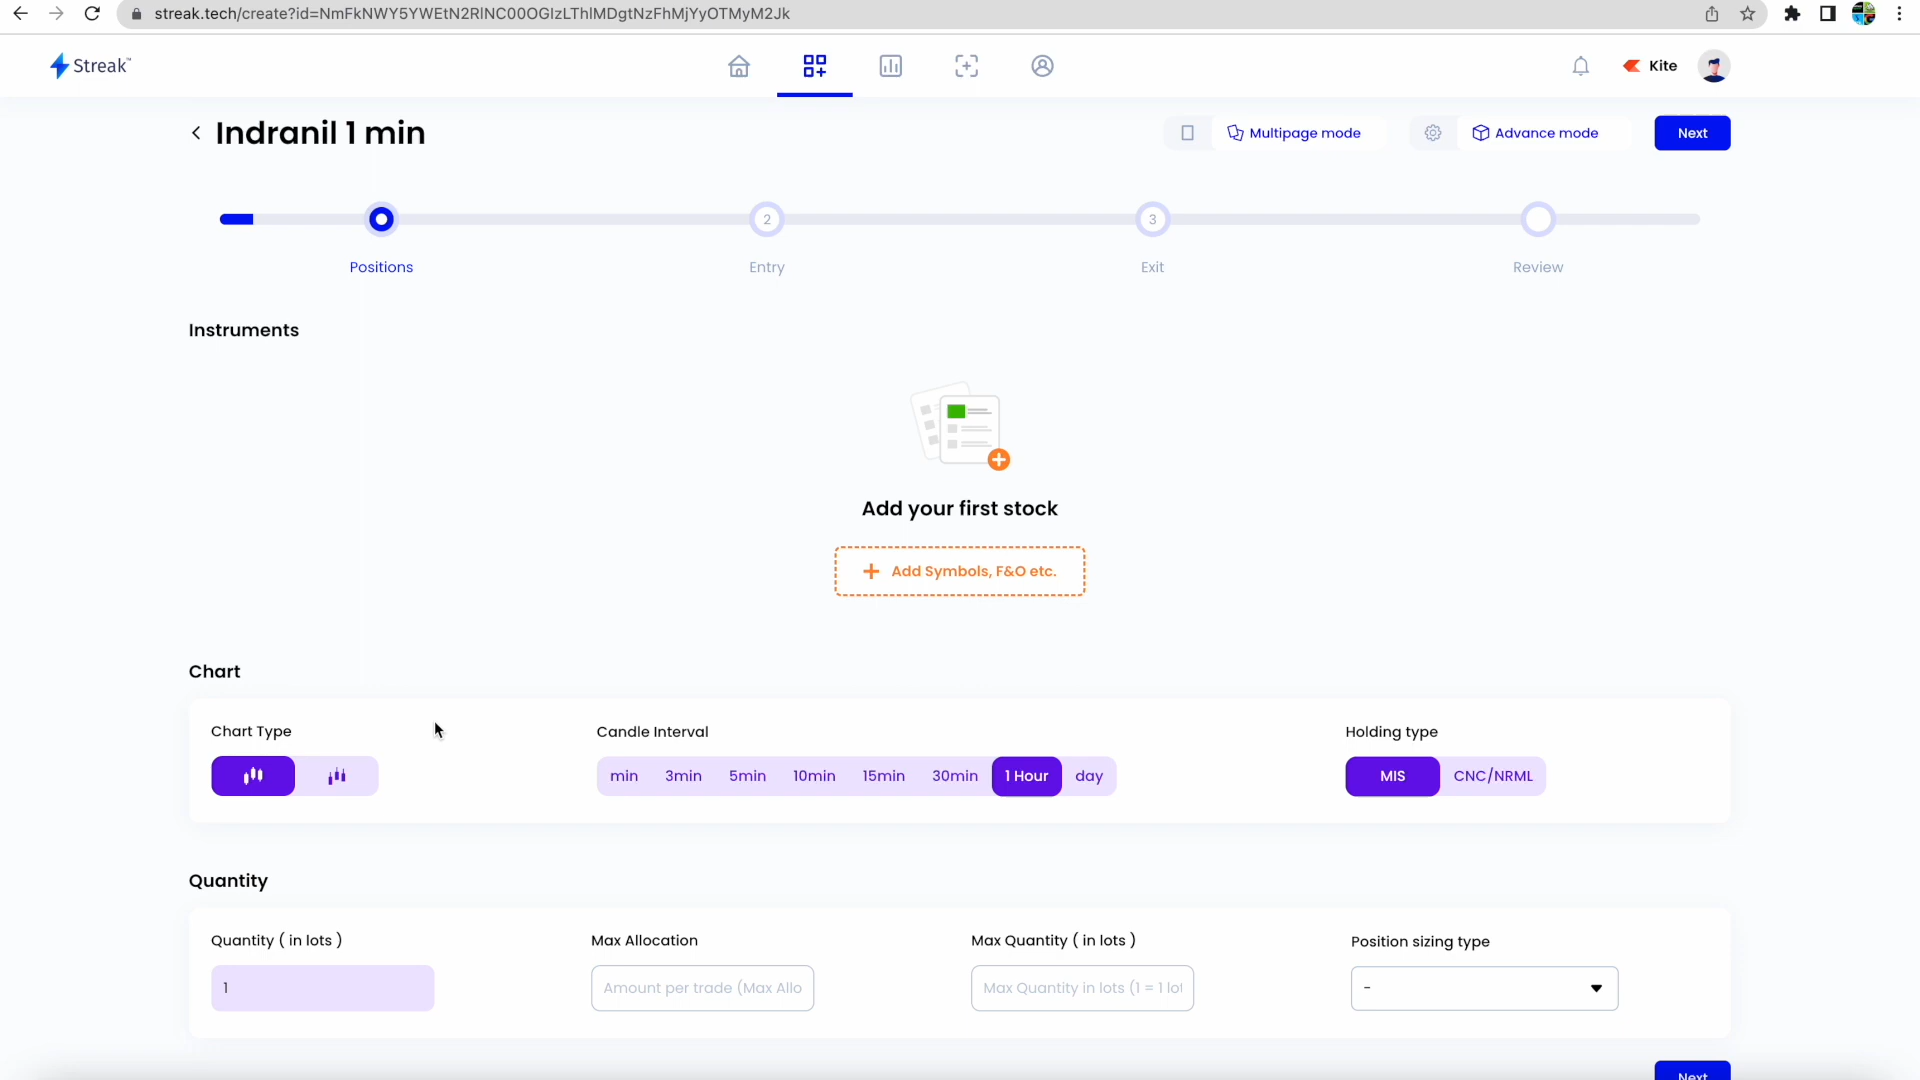 streak.tech/create?id=NmFkNWY5YWEtN2RlNC00OGIzLThlMDgtNzFhMjYyOTMyM2Jk
Streak™
Kite
Indranil 1 min
Multipage mode
Advance mode
Next
2
3
Positions
Entry
Exit
Review
Instruments
Add your first stock
+ Add Symbols, F&O etc.
Chart
Chart Type
Candle Interval
Holding type
min 3min 5min 10min 15min 30min 1 Hour day
MIS CNC/NRML
Quantity
Quantity ( in lots )
Max Allocation
Max Quantity ( in lots )
Position sizing type
1
Amount per trade (Max Allo
Max Quantity in lots (1 = 1 lot
-
Next